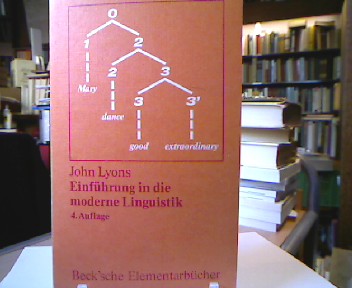 0
1 2
2 3
Mary
dance
3 3'
good extraordinary
John Lyons
Einführung in die
moderne Linguistik
4. Auflage
Beck'sche Elementarbücher